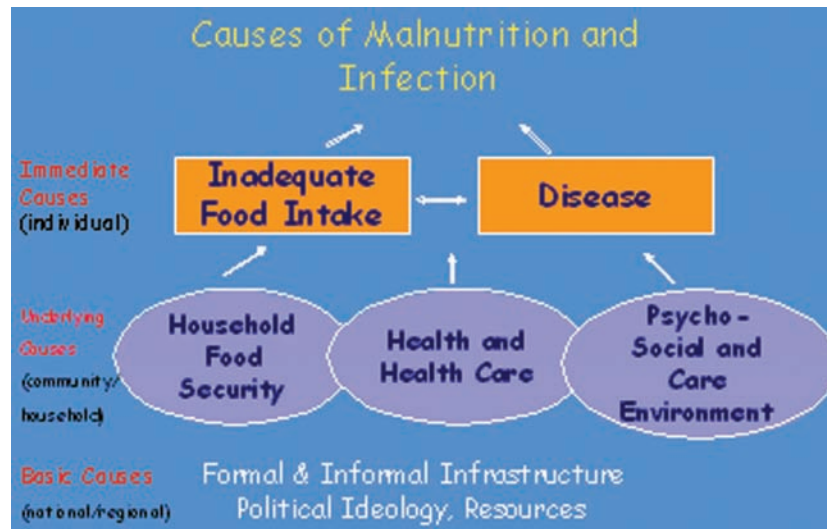 Causes of Malnutrition and
Infection
Immediate
Causes
(individual)
Inadequate
Food Intake
Disease
Underlying
Causes
(community/
household)
Household
Food
Security
Health and
Health Care
Psycho-
Social and
Care
Environment
Basic Causes
(national/regional)
Formal & Informal Infrastructure
Political Ideology, Resources